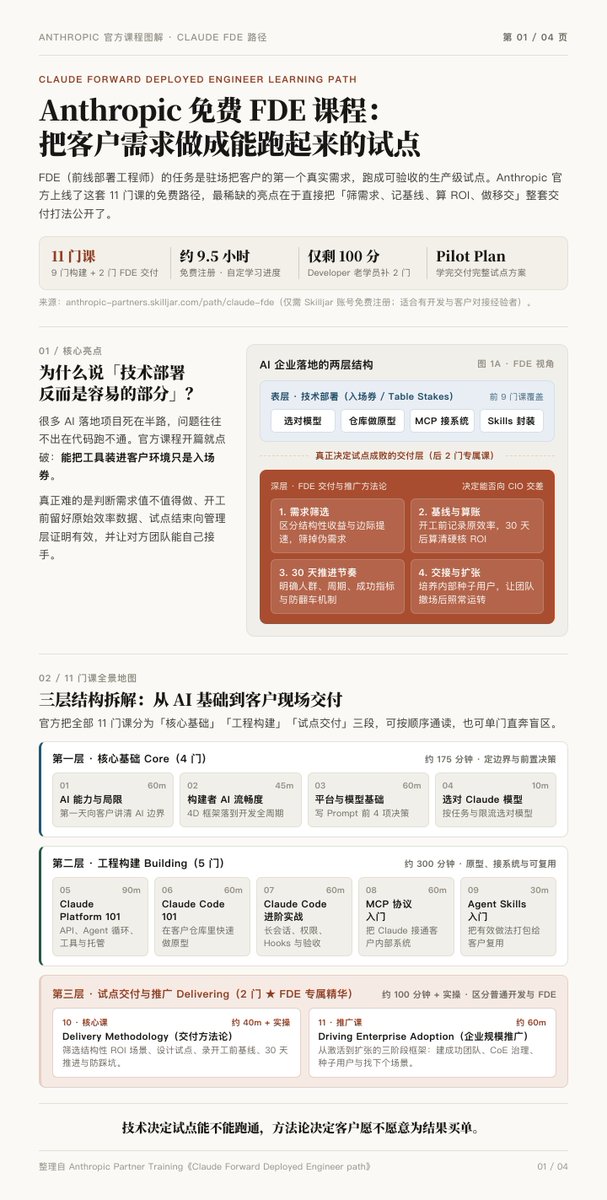 ANTHROPIC 官方课程图解 · CLAUDE FDE 路径
第 01 / 04 页
CLAUDE FORWARD DEPLOYED ENGINEER LEARNING PATH
Anthropic 免费 FDE 课程：
把客户需求做成能跑起来的试点
FDE（前线部署工程师）的任务是驻场把客户的第一个真实需求，跑成可验收的生产级试点。Anthropic 官
方上线了这套 11 门课的免费路径，最稀缺的亮点在于直接把「筛需求、记基线、算 ROI、做移交」整套交
付打法公开了。
11 门课
9 门构建 + 2 门 FDE 交付
约 9.5 小时
免费注册 · 自定学习进度
仅剩 100 分
Developer 老学员补 2 门
Pilot Plan
学完交付完整试点方案
来源：anthropic-partners.skilljar.com/path/claude-fde（仅需 Skilljar 账号免费注册；适合有开发与客户对接经验者）。
01 / 核心亮点
为什么说「技术部署
反而是容易的部分」？
很多 AI 落地项目死在半路，问题往往
不出在代码跑不通。官方课程开篇就点
破：能把工具装进客户环境只是入场
券。
真正难的是判断需求值不值得做、开工
前留好原始效率数据、试点结束向管理
层证明有效，并让对方团队能自己接
手。
AI 企业落地的两层结构
图 1A · FDE 视角
表层 · 技术部署（入场券 / Table Stakes）
前 9 门课覆盖
选对模型
仓库做原型
MCP 接系统
Skills 封装
真正决定试点成败的交付层（后 2 门专属课）
深层 · FDE 交付与推广方法论
决定能否向 CIO 交差
1. 需求筛选
区分结构性收益与边际提
速，筛掉伪需求
2. 基线与算账
开工前记录原效率，30 天
后算清硬核 ROI
3. 30 天推进节奏
明确人群、周期、成功指标
与防翻车机制
4. 交接与扩张
培养内部种子用户，让团队
撤场后照常运转
02 / 11 门课全景地图
三层结构拆解：从 AI 基础到客户现场交付
官方把全部 11 门课分为「核心基础」「工程构建」「试点交付」三段，可按顺序通读，也可单门直奔盲区。
第一层 · 核心基础 Core（4 门）
约 175 分钟 · 定边界与前置决策
01
60m
AI 能力与局限
第一天向客户讲清 AI 边界
02
45m
构建者 AI 流畅度
4D 框架落到开发全周期
03
60m
平台与模型基础
写 Prompt 前 4 项决策
04
10m
选对 Claude 模型
按任务与限流选对模型
第二层 · 工程构建 Building（5 门）
约 300 分钟 · 原型、接系统与可复用
05
90m
Claude
Platform 101
API、Agent 循环、
工具与托管
06
60m
Claude Code
101
在客户仓库里快速
做原型
07
60m
Claude Code
进阶实战
长会话、权限、
Hooks 与验收
08
60m
MCP 协议
入门
把 Claude 接通客
户内部系统
09
30m
Agent Skills
入门
把有效做法打包给
客户复用
第三层 · 试点交付与推广 Delivering（2 门 ★ FDE 专属精华）
约 100 分钟 + 实操 · 区分普通开发与 FDE
10 · 核心课
约 40m + 实操
Delivery Methodology（交付方法论）
筛选结构性 ROI 场景、设计试点、录开工前基线、30 天
推进与防踩坑。
11 · 推广课
约 60m
Driving Enterprise Adoption（企业规模推广）
从激活到扩张的三阶段框架：建成功团队、CoE 治理、
种子用户与找下个场景。
技术决定试点能不能跑通，方法论决定客户愿不愿意为结果买单。
整理自 Anthropic Partner Training《Claude Forward Deployed Engineer path》
01 / 04